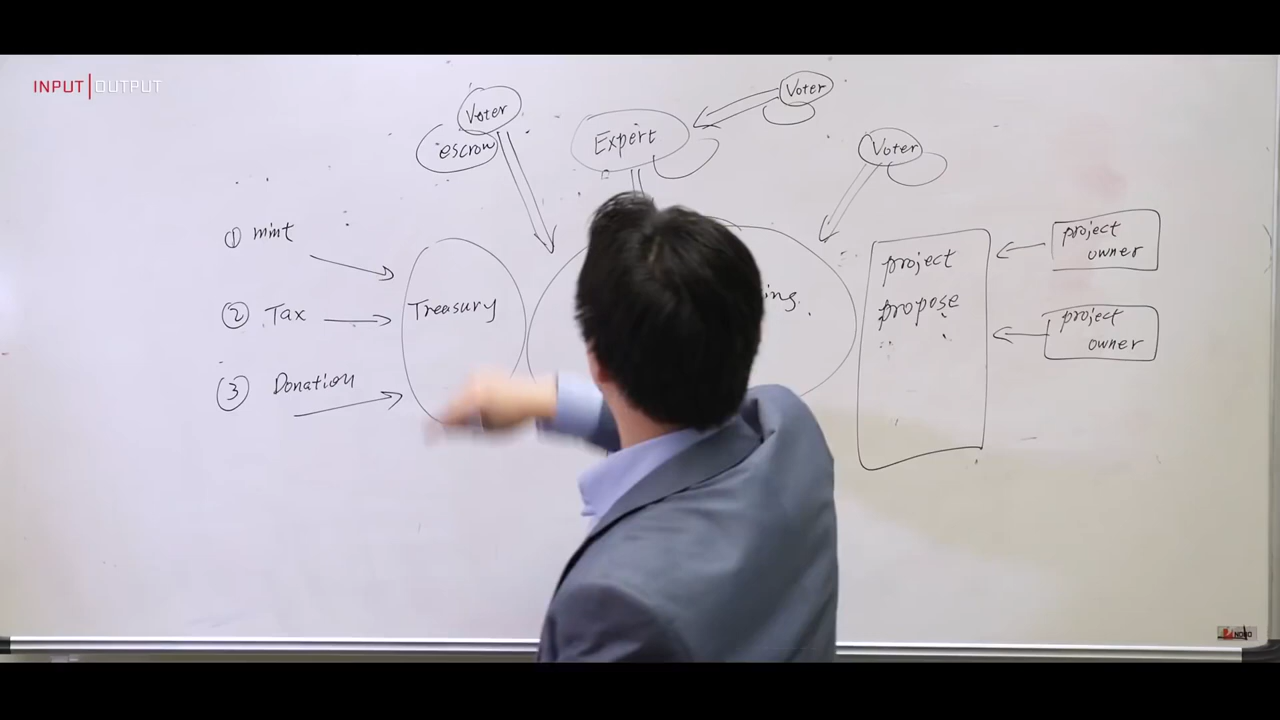 INPUT|OUTPUT
Voter
escrow
Expert
Voter
Voter
① mint
② Tax
③ Donation
Treasury
project
propose
project
owner
project
owner